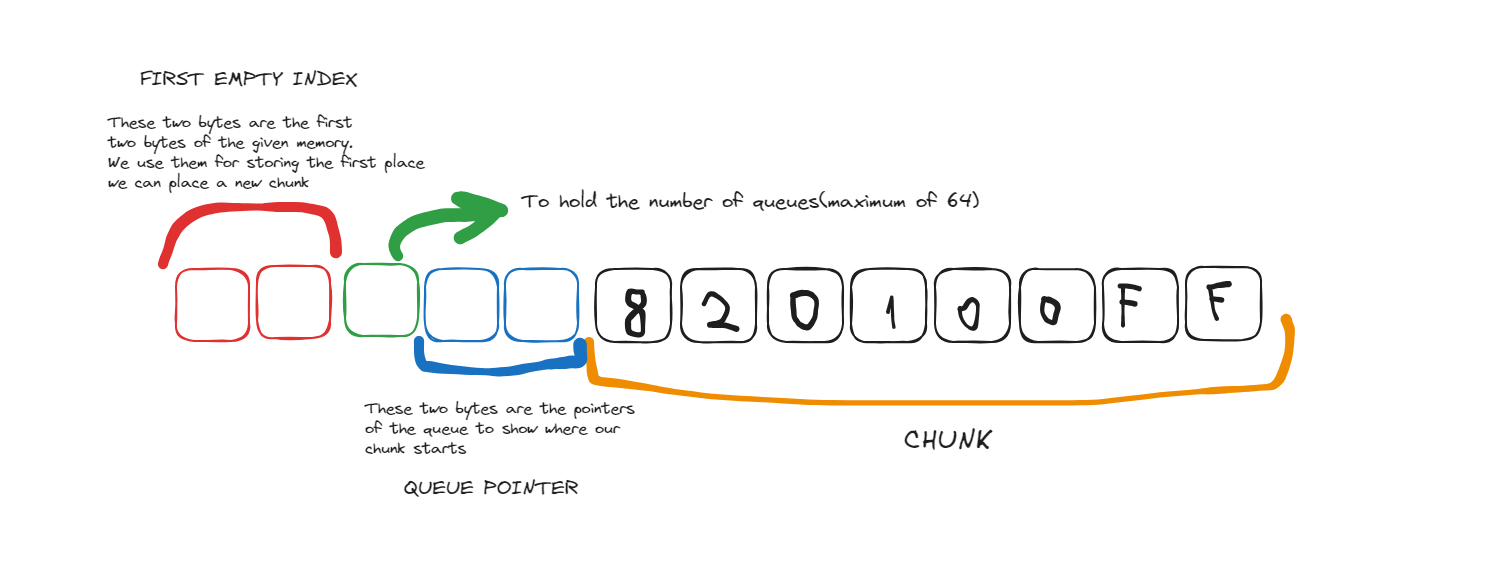 FIRST EMPTY INDEX
These two bytes are the first
two bytes of the given memory.
We use them for storing the first place
we can place a new chunk
To hold the number of queues(maximum of 64)
8 2 0 1 0 0 F F
These two bytes are the pointers
of the queue to show where our
chunk starts
CHUNK
QUEUE POINTER